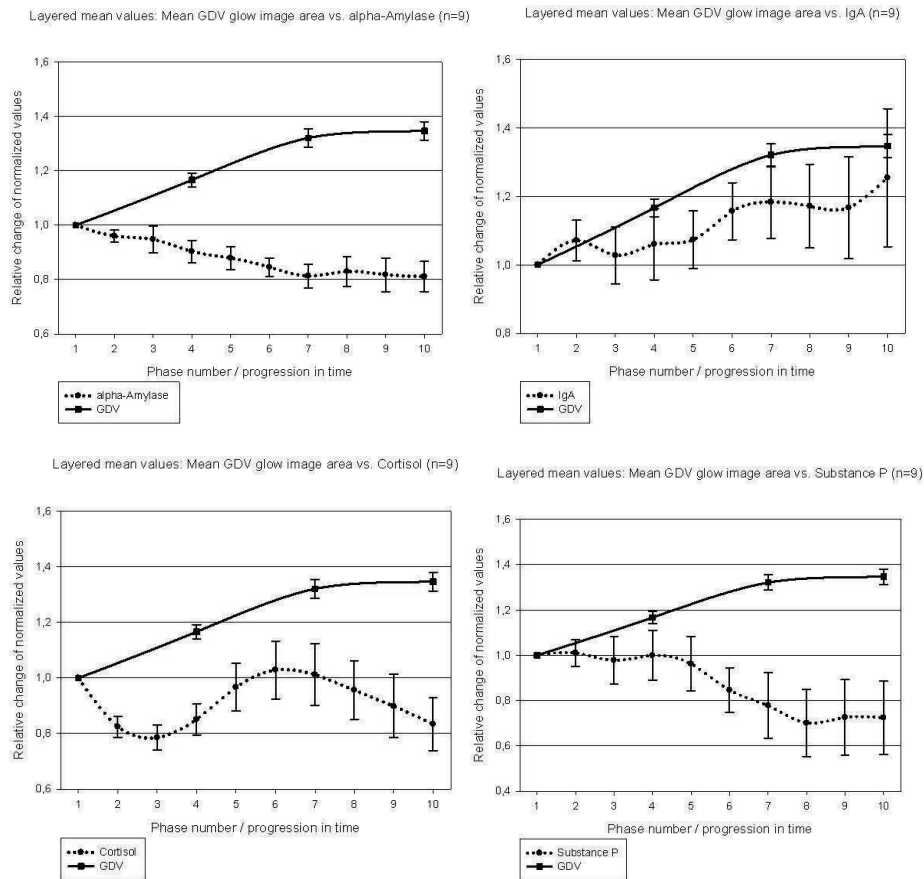 Layered mean values: Mean GDV glow image area vs. alpha-Amylase (n=9)
Relative change of normalized values
1,6
1,4
1,2
1,0
0,8
0,6
1 2 3 4 5 6 7 8 9 10
Phase number / progression in time
alpha-Amylase
GDV
Layered mean values: Mean GDV glow image area vs. IgA (n=9)
Relative change of normalized values
1,6
1,4
1,2
1,0
0,8
1 2 3 4 5 6 7 8 9 10
Phase number / progression in time
IgA
GDV
Layered mean values: Mean GDV glow image area vs. Cortisol (n=9)
Relative change of normalized values
1,6
1,4
1,2
1,0
0,8
0,6
1 2 3 4 5 6 7 8 9 10
Phase number / progression in time
Cortisol
GDV
Layered mean values: Mean GDV glow image area vs. Substance P (n=9)
Relative change of normalized values
1,6
1,4
1,2
1,0
0,8
0,6
0,4
1 2 3 4 5 6 7 8 9 10
Phase number / progression in time
Substance P
GDV